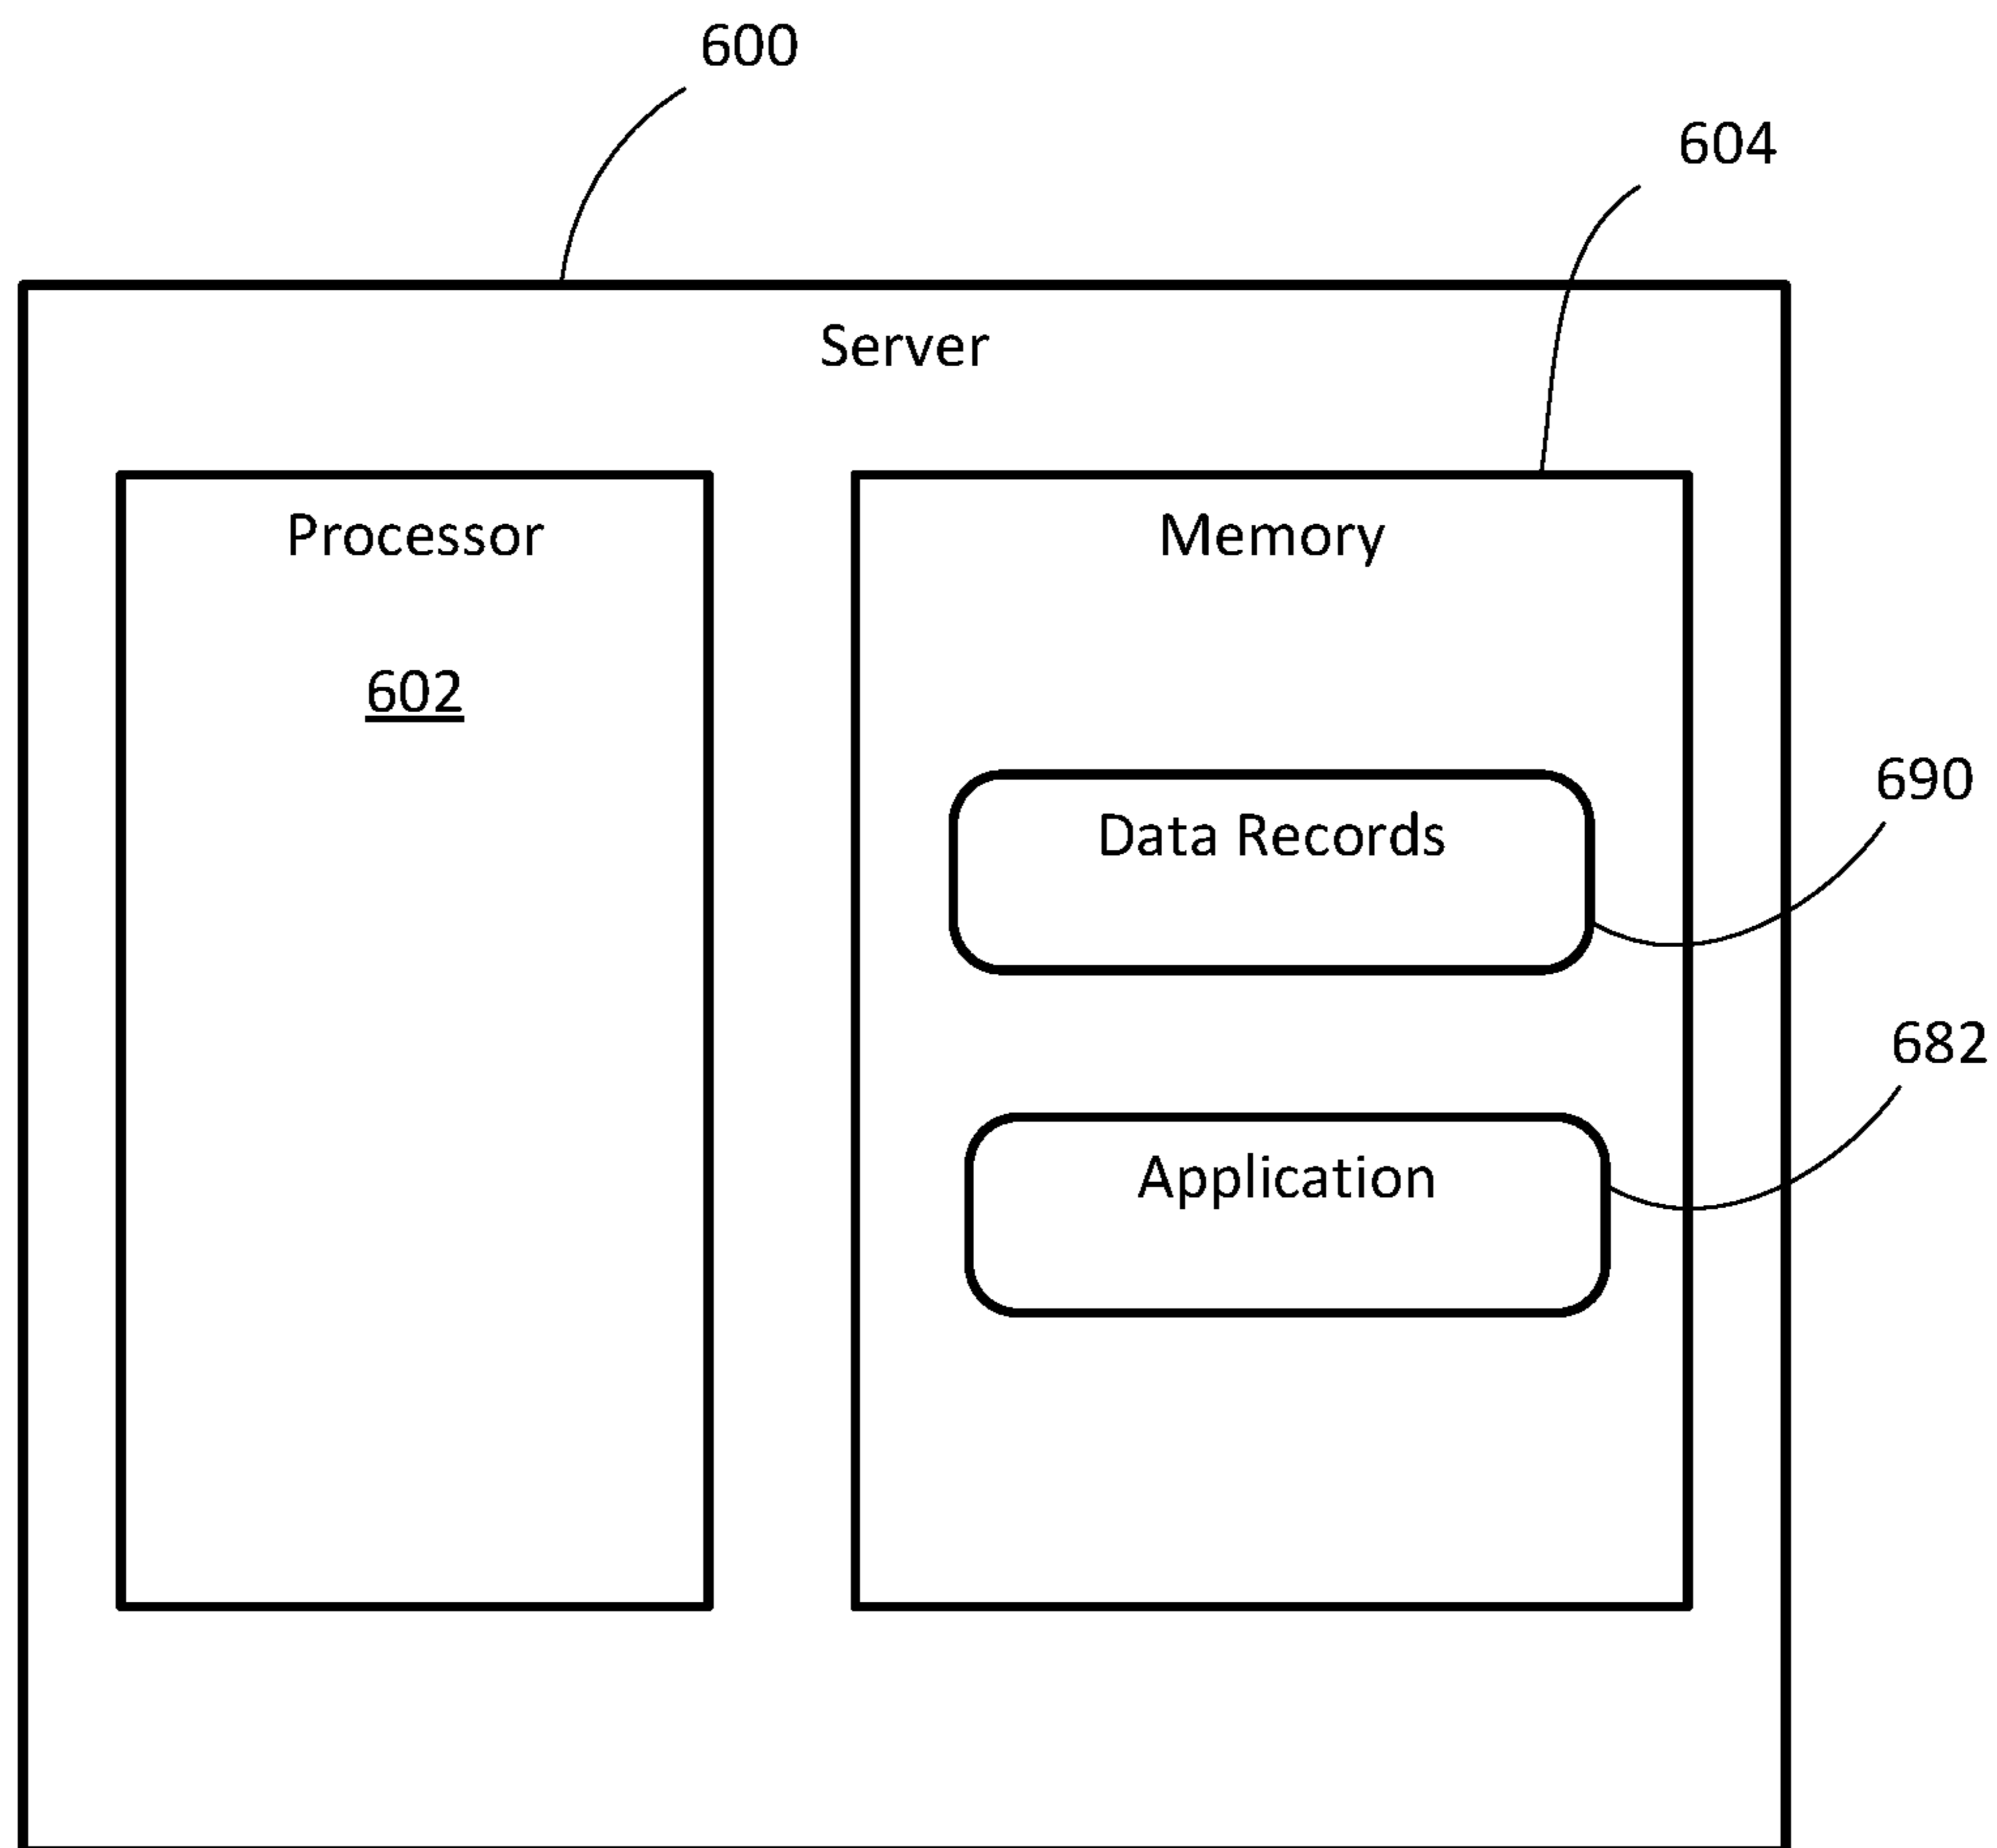 600
604
Server
Processor
Memory
602
690
Data Records
682
Application